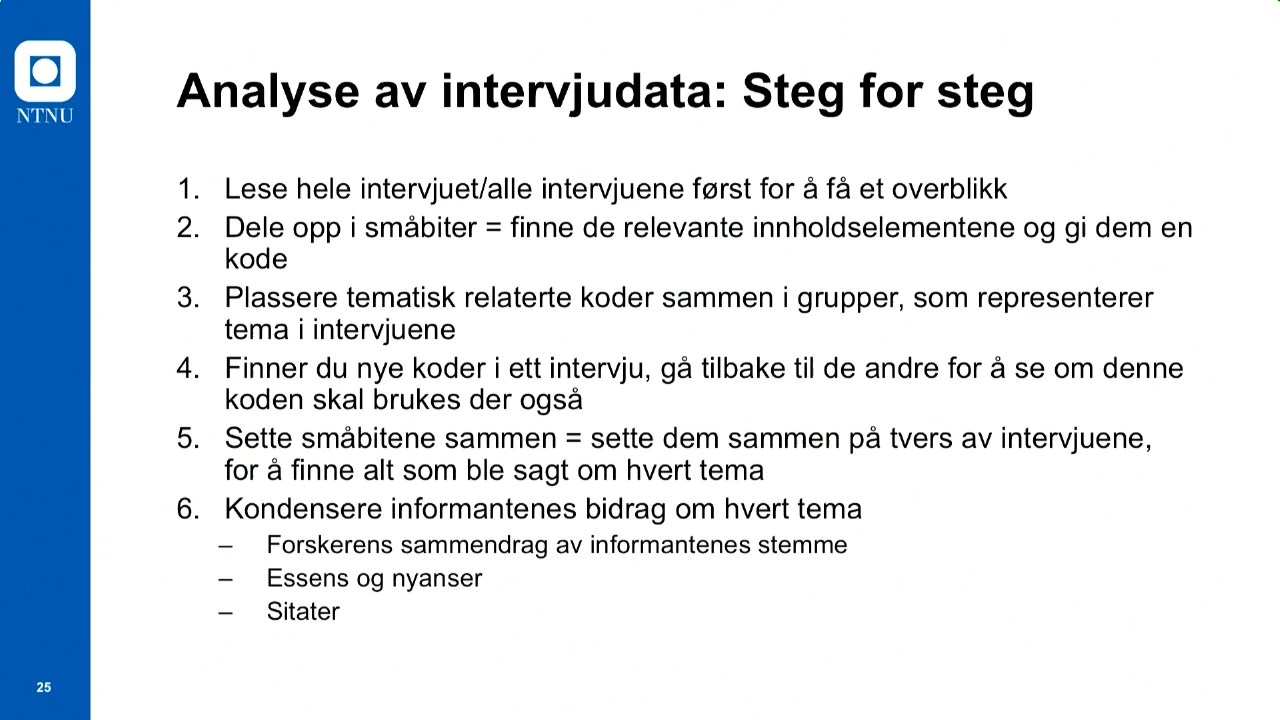 NTNU
Analyse av intervjudata: Steg for steg
1. Lese hele intervjuet/alle intervjuene først for å få et overblikk
2. Dele opp i småbiter = finne de relevante innholdselementene og gi dem en
kode
3. Plassere tematisk relaterte koder sammen i grupper, som representerer
tema i intervjuene
4. Finner du nye koder i ett intervju, gå tilbake til de andre for å se om denne
koden skal brukes der også
5. Sette småbitene sammen = sette dem sammen på tvers av intervjuene,
for å finne alt som ble sagt om hvert tema
6. Kondensere informantenes bidrag om hvert tema
– Forskerens sammendrag av informantenes stemme
– Essens og nyanser
– Sitater
25